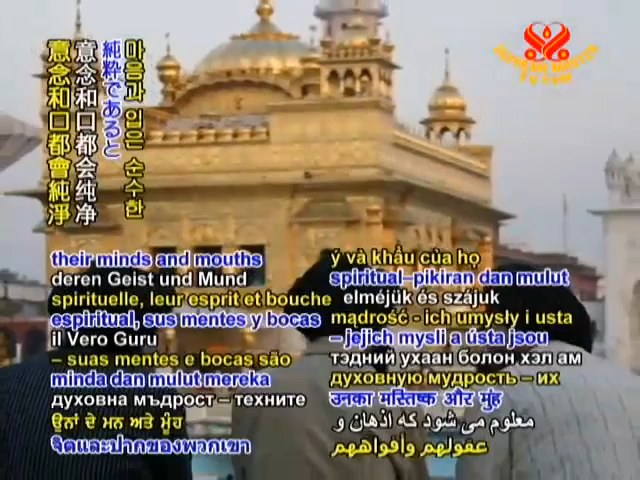 意念和口都會純淨
意念和口都会纯净
純粋であると
마음과 입은 순수한
SUPREME MASTER
TV.COM
their minds and mouths
deren Geist und Mund
spirituelle, leur esprit et bouche
espiritual, sus mentes y bocas
il Vero Guru
– suas mentes e bocas são
minda dan mulut mereka
духовна мъдрост – техните
ਉਨਾਂ ਦੇ ਮਨ ਅਤੇ ਮੂੰਹ
จิตและปากของพวกเขา
ý và khẩu của họ
spiritual–pikiran dan mulut
elméjük és szájuk
mądrość - ich umysły i usta
– jejich mysli a ústa jsou
тэдний ухаан болон хэл ам
духовную мудрость – их
उनका मस्तिष्क और मुंह
معلوم می شود که اذهان و
عقولهم وأفواههم